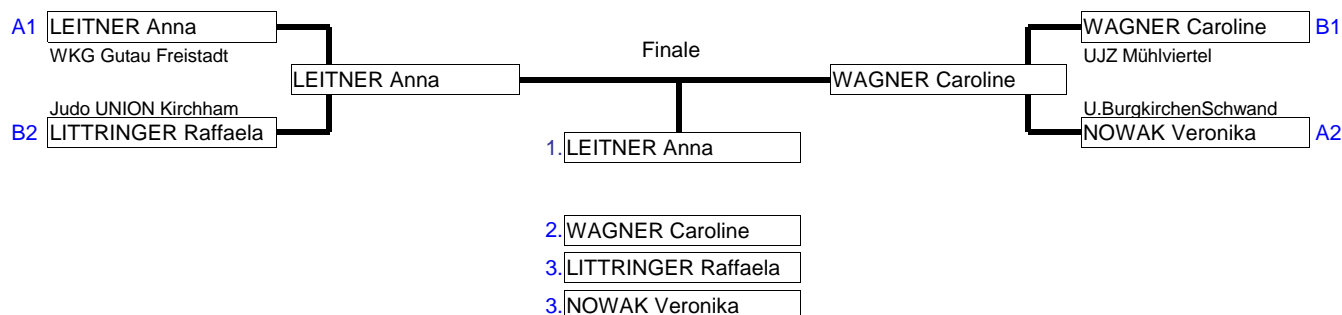 A1 LEITNER Anna
WKG Gutau Freistadt
Judo UNION Kirchham
B2 LITTRINGER Raffaela
LEITNER Anna
Finale
WAGNER Caroline
WAGNER Caroline B1
UJZ Mühlviertel
U.BurgkirchenSchwand
NOWAK Veronika A2
1. LEITNER Anna
2. WAGNER Caroline
3. LITTRINGER Raffaela
3. NOWAK Veronika